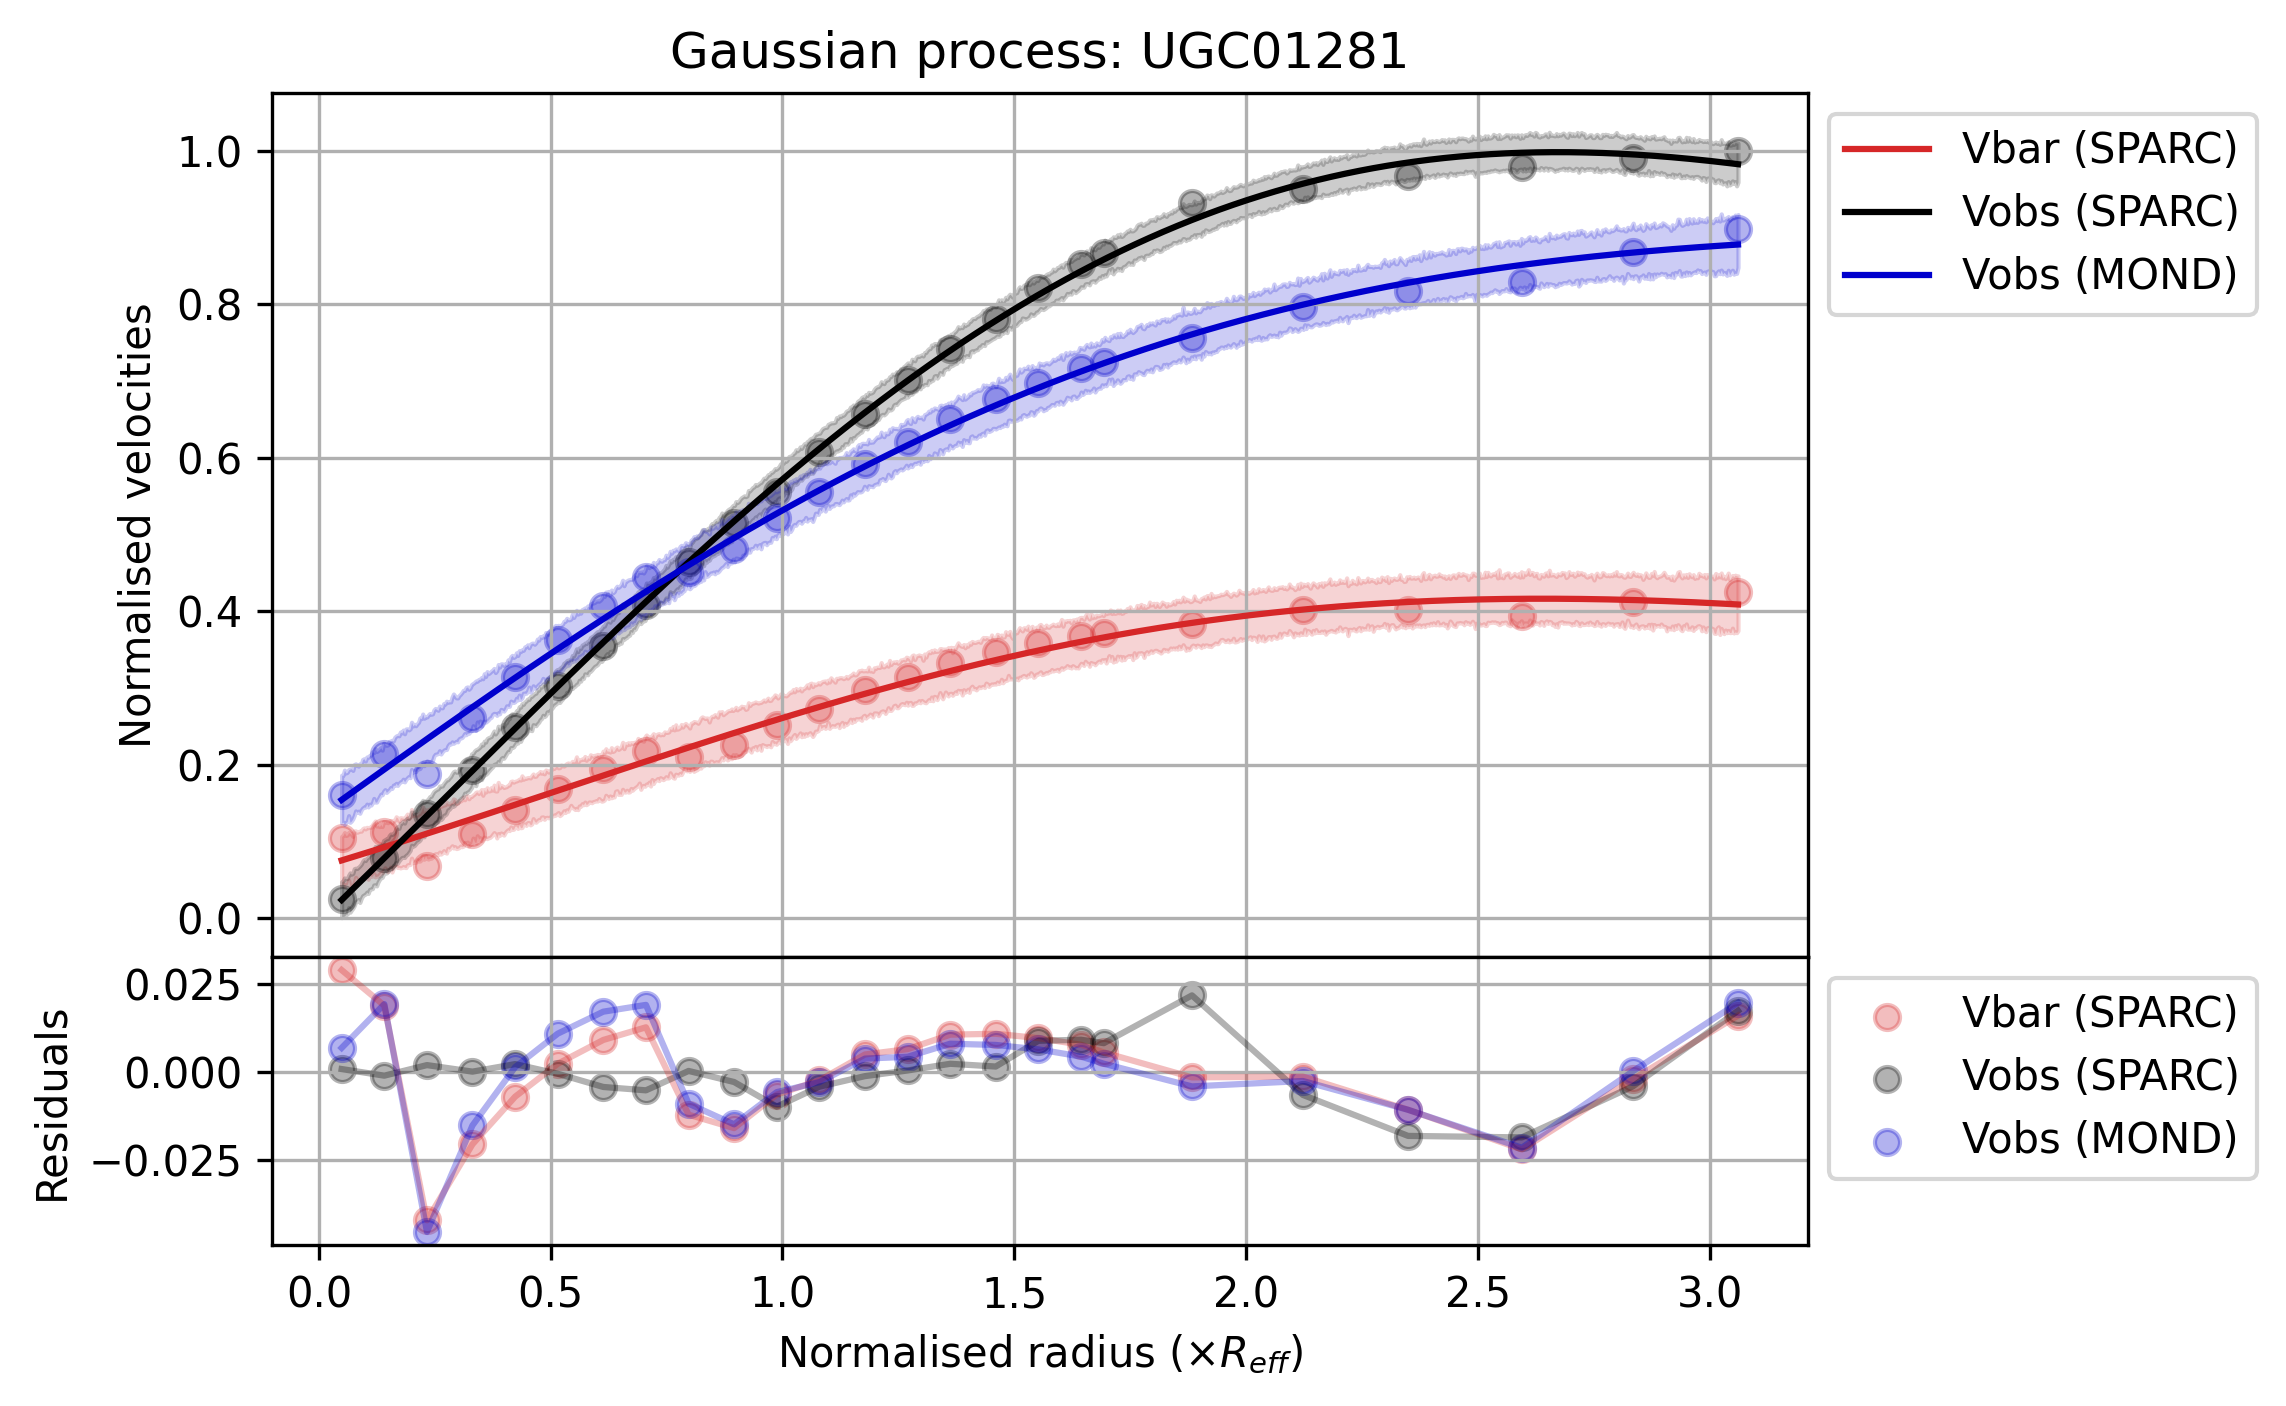 Gaussian process: UGC01281
Normalised velocities
1.0
0.8
0.6
0.4
0.2
0.0
Vbar (SPARC)
Vobs (SPARC)
Vobs (MOND)
Residuals
0.025
0.000
−0.025
Vbar (SPARC)
Vobs (SPARC)
Vobs (MOND)
0.0 0.5 1.0 1.5 2.0 2.5 3.0
Normalised radius (×R_eff)